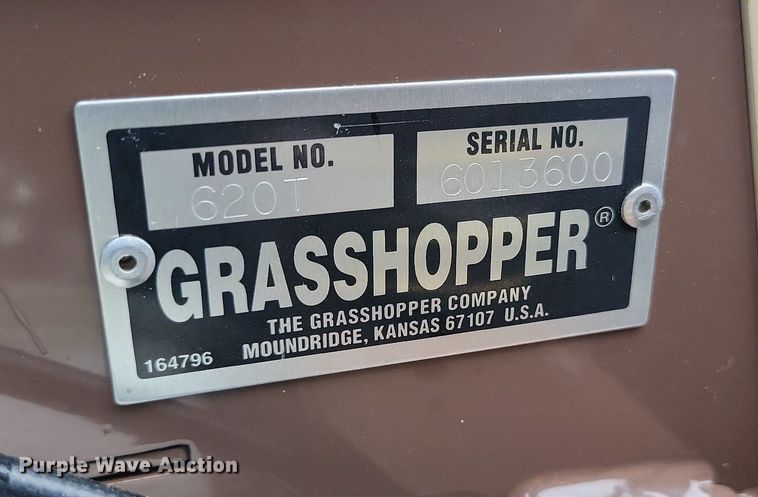 MODEL NO.
620T
SERIAL NO.
6013600
GRASSHOPPER®
THE GRASSHOPPER COMPANY
MOUNDRIDGE, KANSAS 67107 U.S.A.
164796
Purple Wave Auction